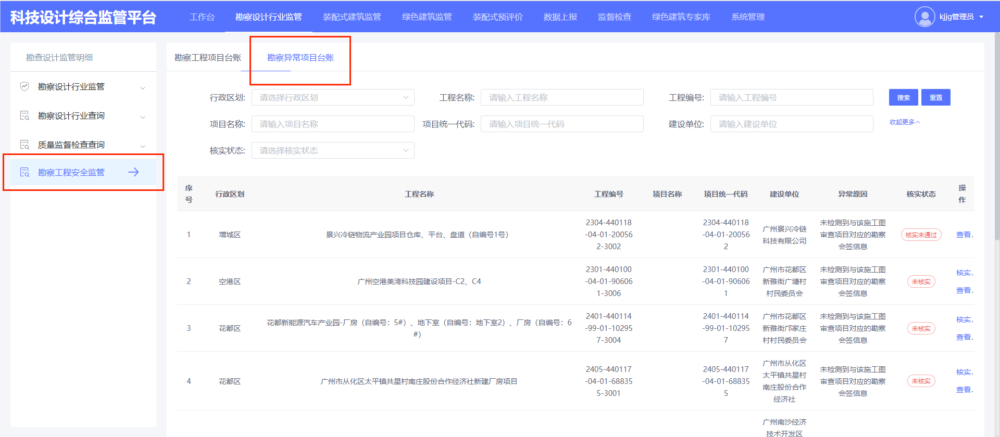 科技设计综合监管平台
工作台 勘察设计行业监管 装配式建筑监管 绿色建筑监管 装配式预评价 数据上报 监督检查 绿色建筑专家库 系统管理
kjjg管理员
勘查设计监管明细
勘察设计行业监管
勘察设计行业查询
质量监督检查查询
勘察工程安全监管
勘察工程项目台账 勘察异常项目台账
行政区划: 请选择行政区划 工程名称: 请输入工程名称 工程编号: 请输入工程编号 搜索 重置
项目名称: 请输入项目名称 项目统一代码: 请输入项目统一代码 建设单位: 请输入建设单位 收起更多
核实状态: 请选择核实状态
序号 行政区划 工程名称 工程编号 项目名称 项目统一代码 建设单位 异常原因 核实状态 操作
1 增城区 景兴冷链物流产业园项目仓库、平台、盘道（自编号1号） 2304-440118-04-01-200562-3002 2304-440118-04-01-200562 广州景兴冷链科技有限公司 未检测到与该施工图审查项目对应的勘察会签信息 核实未通过 查看.
2 空港区 广州空港美湾科技园建设项目-C2、C4 2301-440100-04-01-906061-3006 2301-440100-04-01-906061 广州市花都区新雅街广塘村村民委员会 未检测到与该施工图审查项目对应的勘察会签信息 未核实 核实. 查看.
3 花都区 花都新能源汽车产业园-厂房（自编号：5#）、地下室（自编号：地下室2）、厂房（自编号：6#） 2401-440114-99-01-102957-3004 2401-440114-99-01-102957 广州市花都区新雅街邝家庄村村民委员会 未检测到与该施工图审查项目对应的勘察会签信息 未核实 核实. 查看.
4 花都区 广州市从化区太平镇共星村南庄股份合作经济社新建厂房项目 2405-440117-04-01-688355-3001 2405-440117-04-01-688355 广州市从化区太平镇共星村南庄股份合作经济社 未检测到与该施工图审查项目对应的勘察会签信息 未核实 核实. 查看.
广州南沙经济
技术开发区